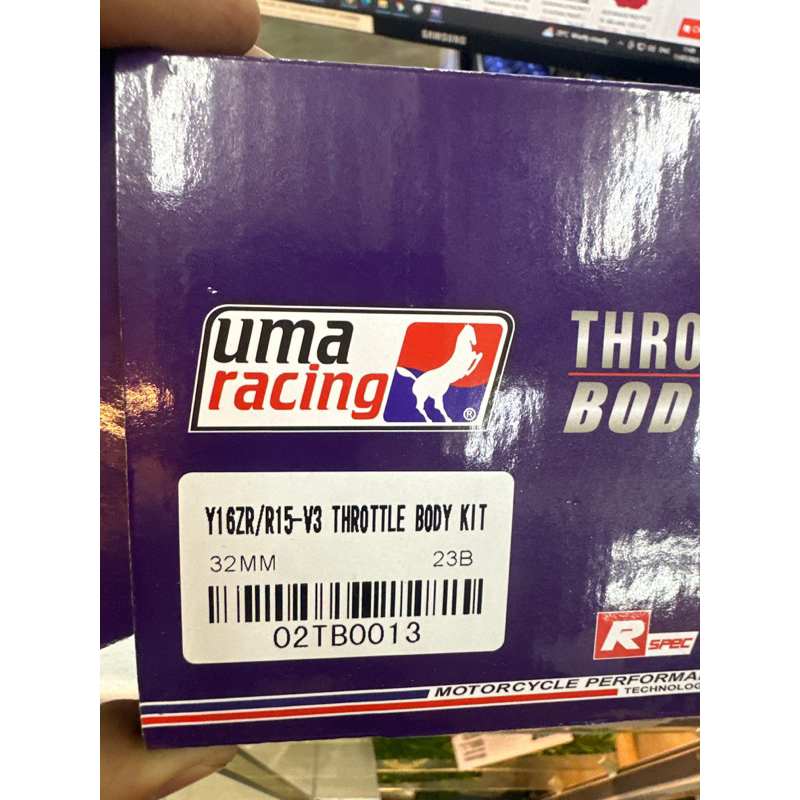 SAMSUNG
uma
racing
®
THRO
BOD
Y16ZR/R15-V3 THROTTLE BODY KIT
32MM 23B
02TB0013
R SPEC
MOTORCYCLE PERFORMA
TECHNOLOG